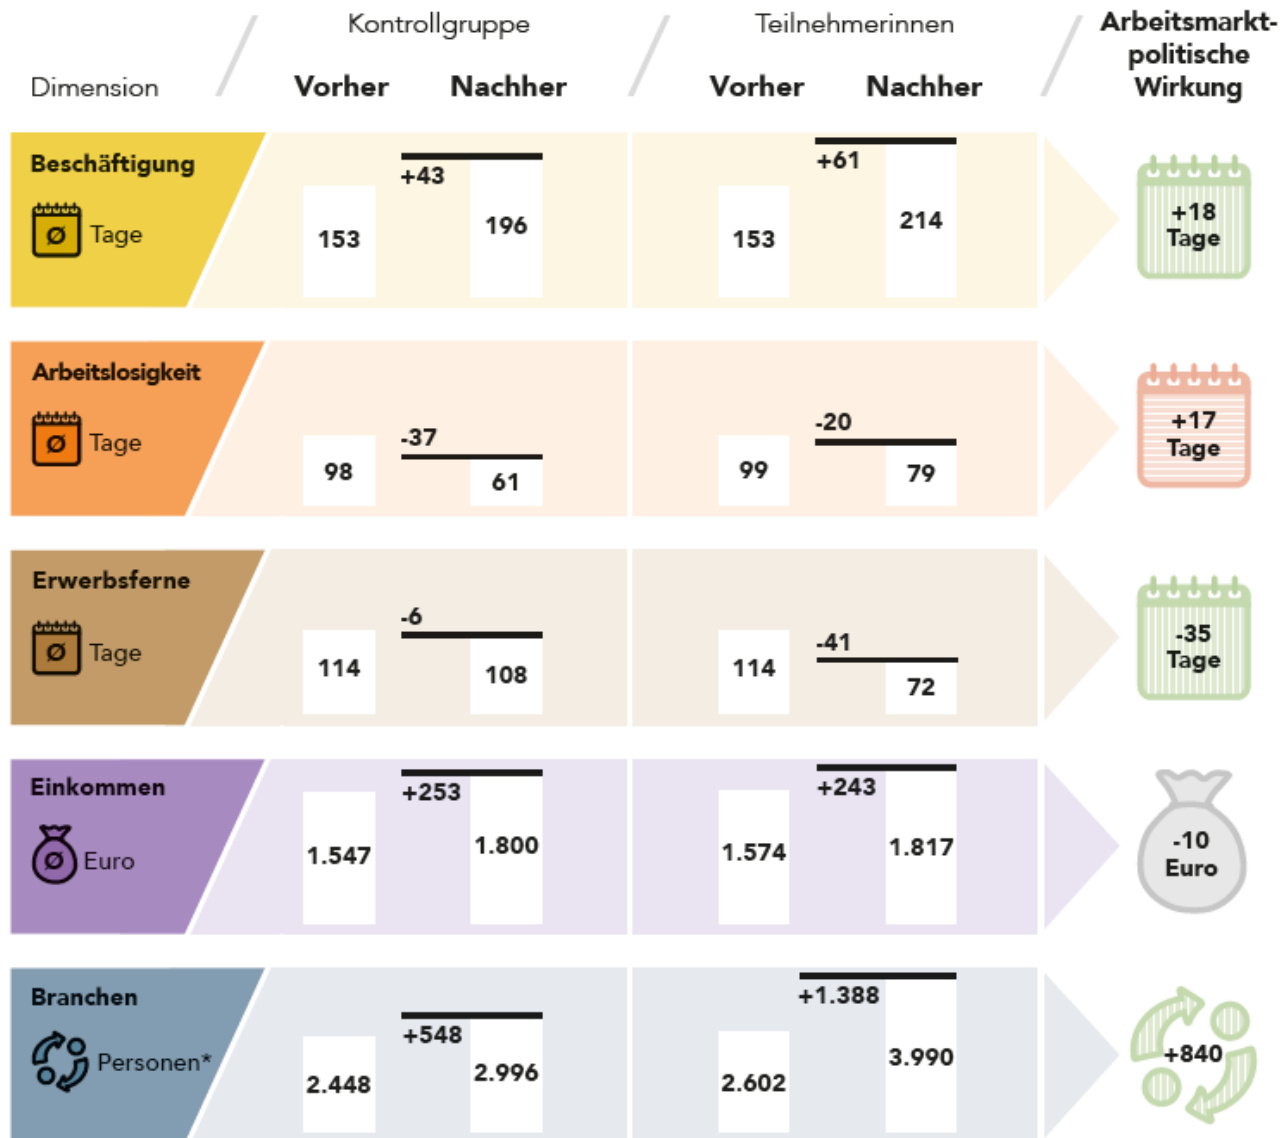 Kontrollgruppe
Teilnehmerinnen
Arbeitsmarkt-
politische
Wirkung
Dimension
Vorher
Nachher
Vorher
Nachher
Beschäftigung
Ø Tage
153
+43
196
153
+61
214
+18
Tage
Arbeitslosigkeit
Ø Tage
98
-37
61
99
-20
79
+17
Tage
Erwerbsferne
Ø Tage
114
-6
108
114
-41
72
-35
Tage
Einkommen
Ø Euro
1.547
+253
1.800
1.574
+243
1.817
-10
Euro
Branchen
Personen*
2.448
+548
2.996
2.602
+1.388
3.990
+840